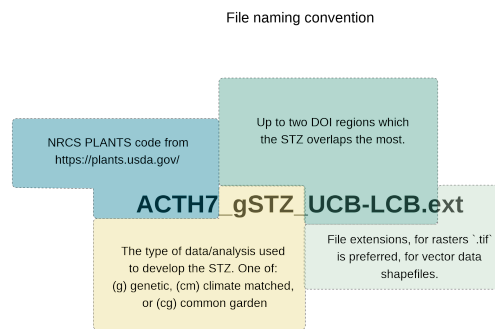 File naming convention
Up to two DOI regions which
the STZ overlaps the most.
NRCS PLANTS code from
https://plants.usda.gov/
ACTH7_gSTZ_UCB-LCB.ext
The type of data/analysis used
to develop the STZ. One of:
(g) genetic, (cm) climate matched,
or (cg) common garden
File extensions, for rasters `.tif`
is preferred, for vector data
shapefiles.